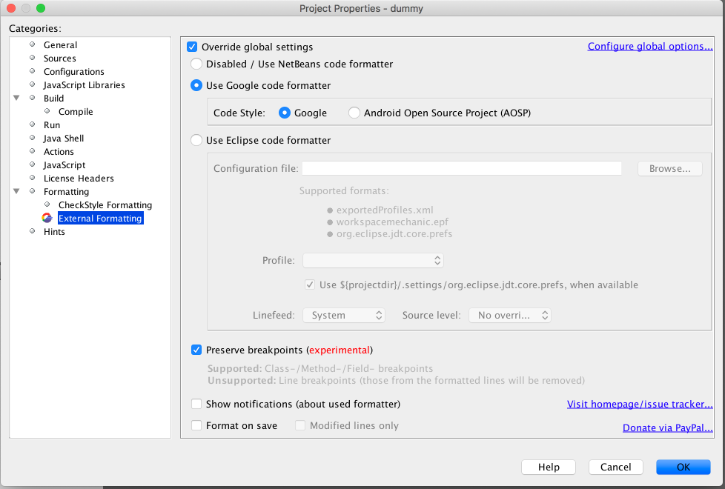 Project Properties - dummy
Categories:
General
Sources
Configurations
JavaScript Libraries
Build
Compile
Run
Java Shell
Actions
JavaScript
License Headers
Formatting
CheckStyle Formatting
External Formatting
Hints
Override global settings
Configure global options...
Disabled / Use NetBeans code formatter
Use Google code formatter
Code Style: Google Android Open Source Project (AOSP)
Use Eclipse code formatter
Configuration file: Browse...
Supported formats:
exportedProfiles.xml
workspacemechanic.epf
org.eclipse.jdt.core.prefs
Profile:
Use ${projectdir}/.settings/org.eclipse.jdt.core.prefs, when available
Linefeed: System Source level: No overri...
Preserve breakpoints (experimental)
Supported: Class-/Method-/Field- breakpoints
Unsupported: Line breakpoints (those from the formatted lines will be removed)
Show notifications (about used formatter)
Visit homepage/issue tracker...
Format on save Modified lines only
Donate via PayPal...
Help Cancel OK